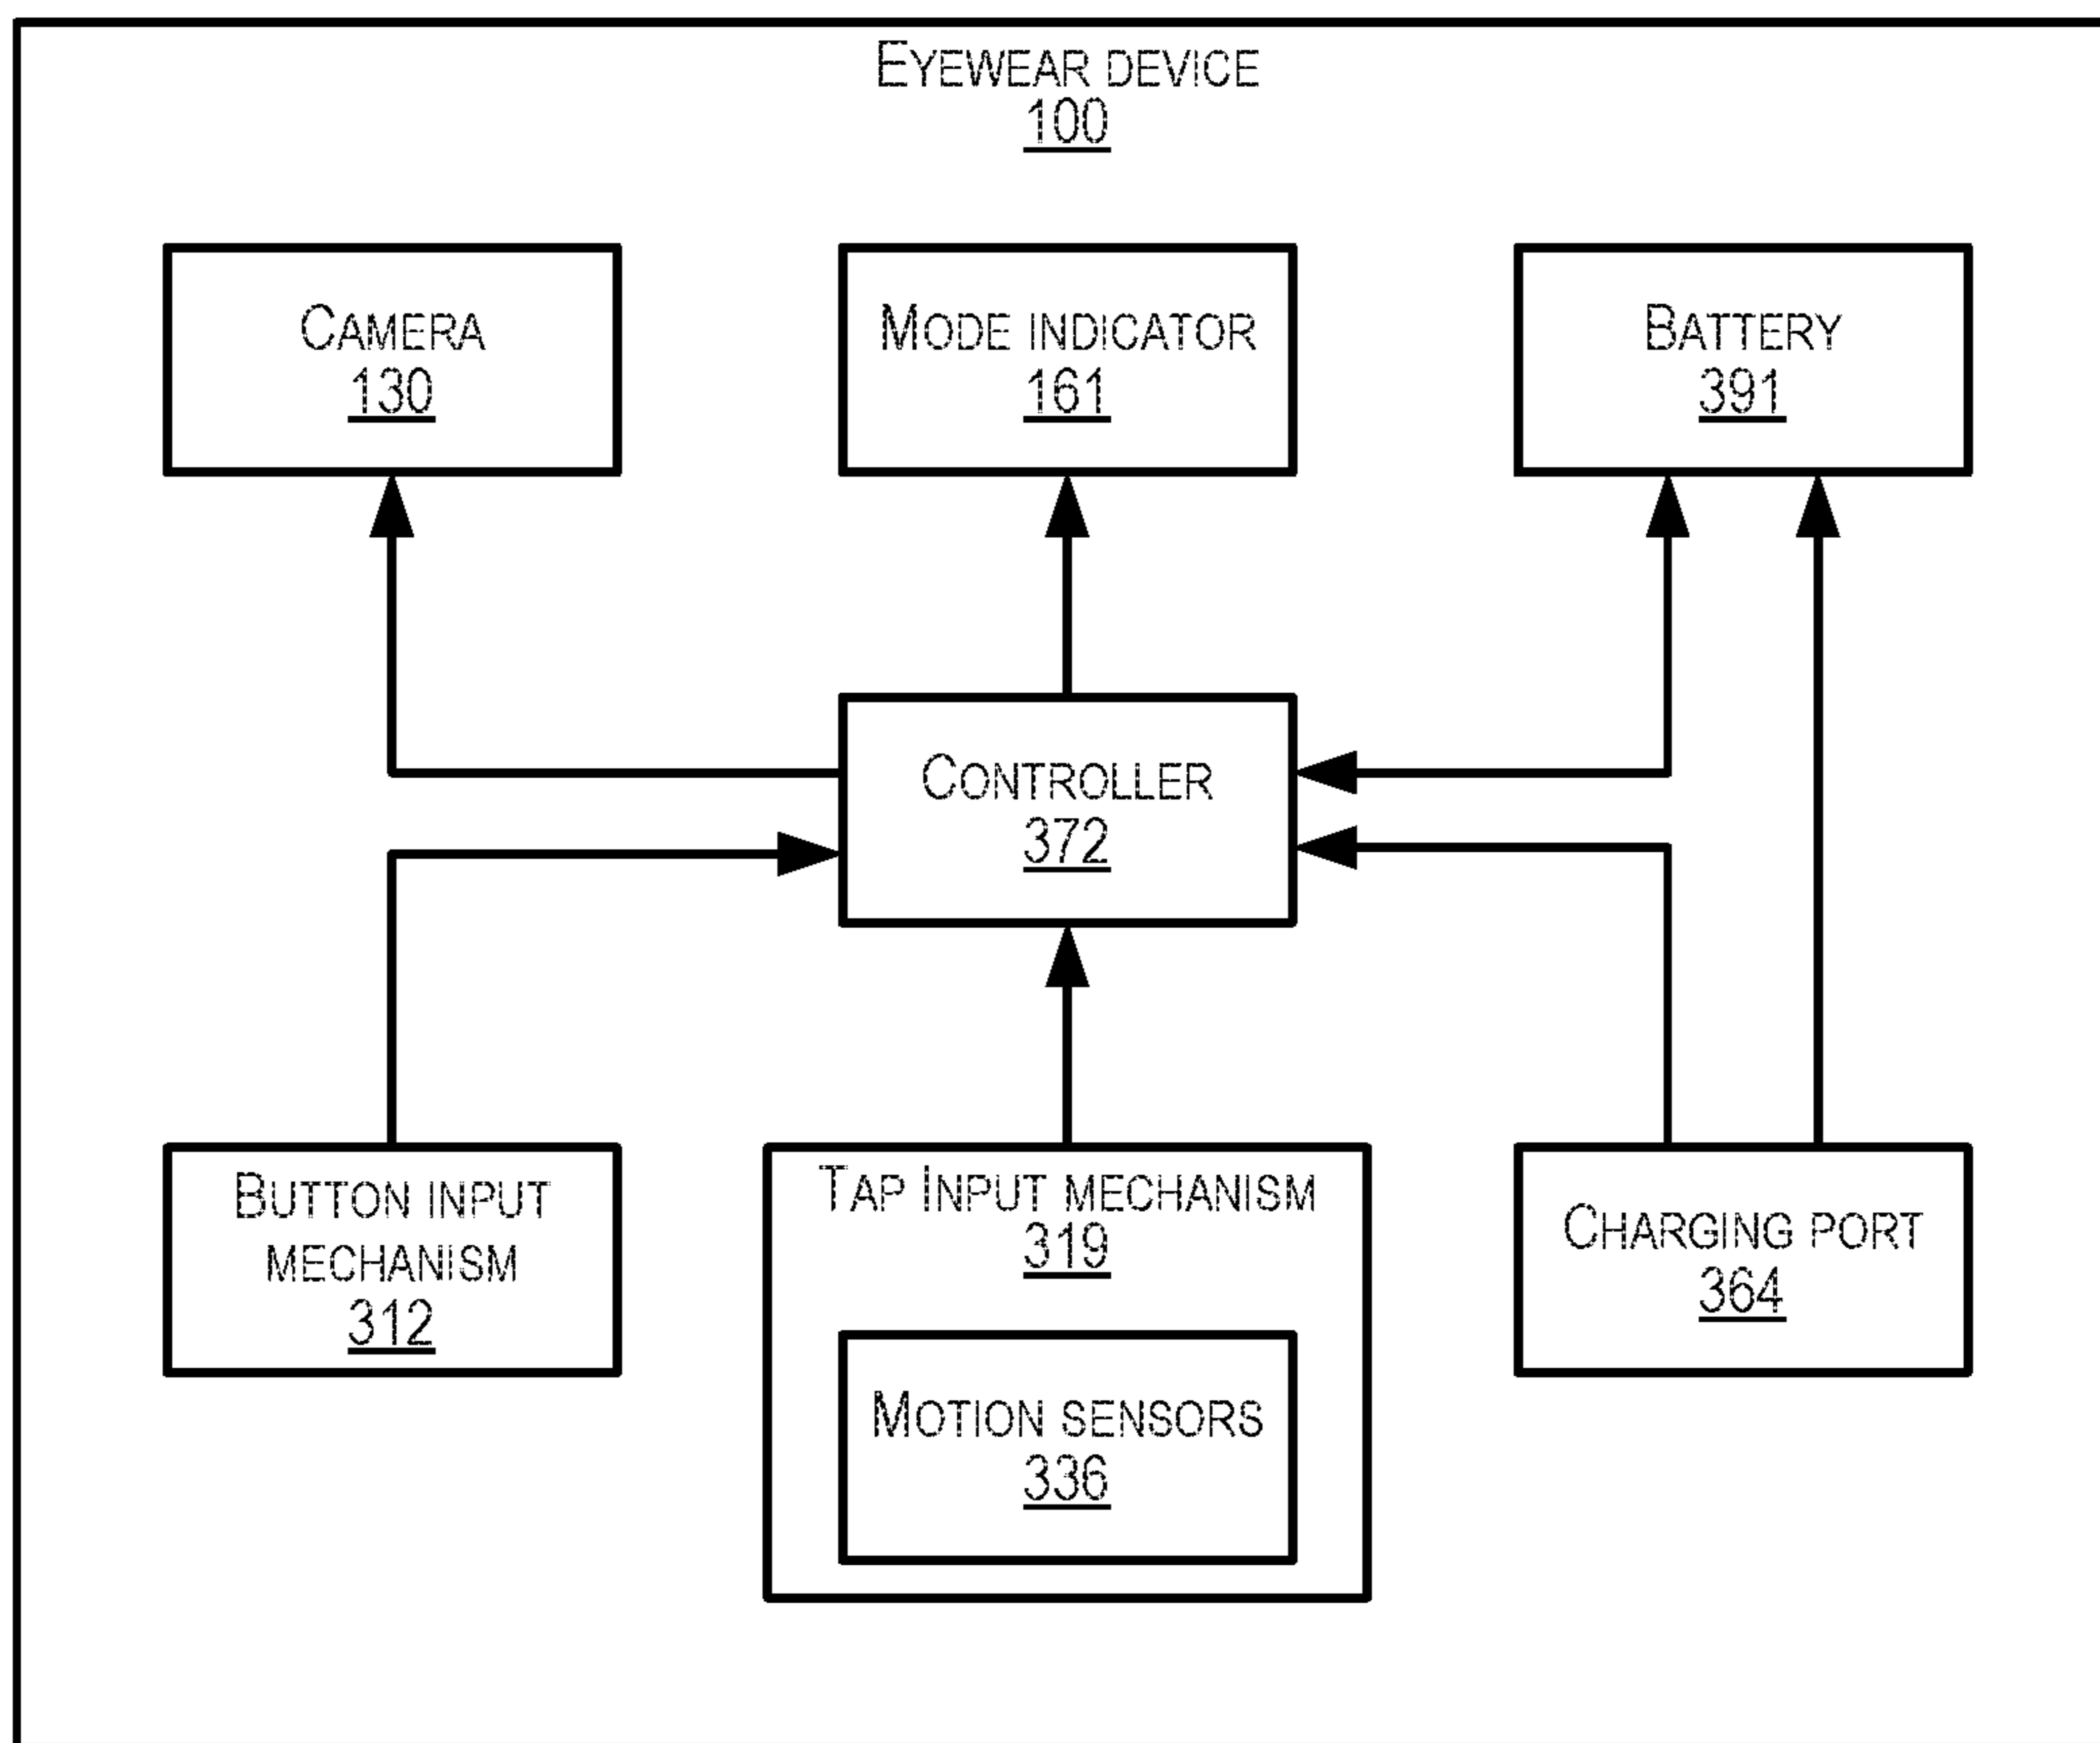 EYEWEAR DEVICE
100
CAMERA
130
MODE INDICATOR
161
BATTERY
391
CONTROLLER
372
BUTTON INPUT
MECHANISM
312
TAP INPUT MECHANISM
319
MOTION SENSORS
336
CHARGING PORT
364